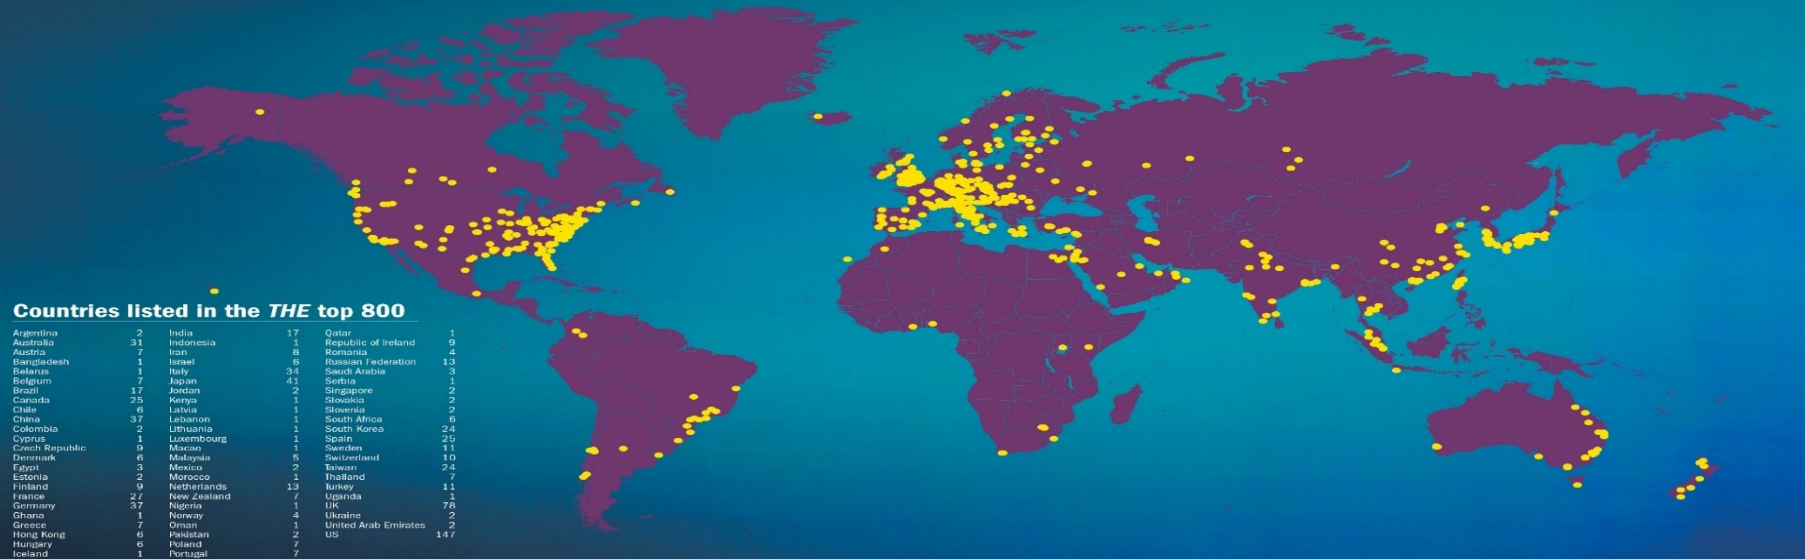 Countries listed in the THE top 800
Argentina 2
Australia 31
Austria 7
Bangladesh 1
Belarus 1
Belgium 7
Brazil 17
Canada 25
Chile 6
China 37
Colombia 2
Cyprus 1
Czech Republic 9
Denmark 6
Egypt 3
Estonia 2
Finland 9
France 27
Germany 37
Ghana 1
Greece 7
Hong Kong 6
Hungary 6
Iceland 1
India 17
Indonesia 1
Iran 8
Israel 6
Italy 34
Japan 41
Jordan 2
Kenya 1
Latvia 1
Lebanon 1
Lithuania 1
Luxembourg 1
Macao 1
Malaysia 5
Mexico 2
Morocco 1
Netherlands 13
New Zealand 7
Nigeria 1
Norway 4
Oman 1
Pakistan 2
Poland 7
Portugal 7
Qatar 1
Republic of Ireland 9
Romania 4
Russian Federation 13
Saudi Arabia 3
Serbia 1
Singapore 2
Slovakia 2
Slovenia 2
South Africa 6
South Korea 24
Spain 25
Sweden 11
Switzerland 10
Taiwan 24
Thailand 7
Turkey 11
Uganda 1
UK 78
Ukraine 2
United Arab Emirates 2
US 147